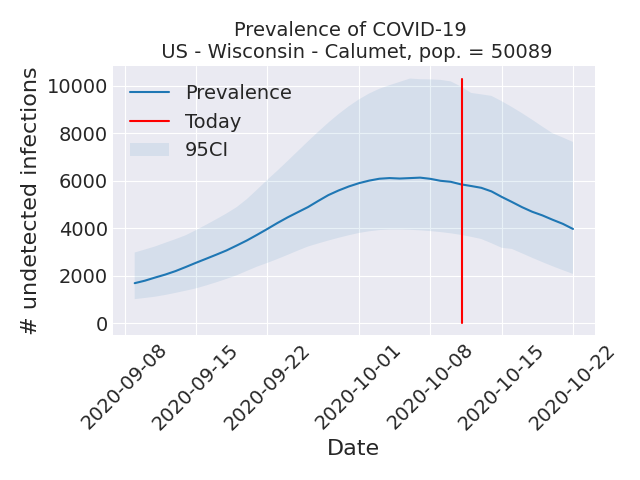 Prevalence of COVID-19
US - Wisconsin - Calumet, pop. = 50089
# undetected infections
10000
8000
6000
4000
2000
0
Prevalence
Today
95CI
2020-09-08
2020-09-15
2020-09-22
2020-10-01
2020-10-08
2020-10-15
2020-10-22
Date